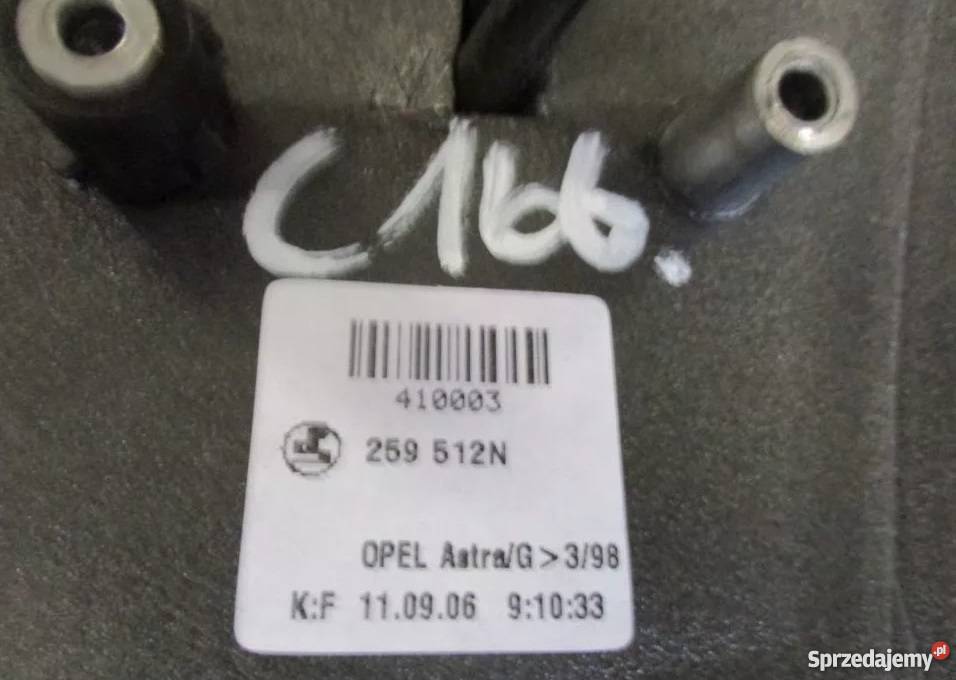 C166.
410003
259 512N
OPEL Astra/G > 3/98
K:F 11.09.06 9:10:33
Sprzedajemy.pl